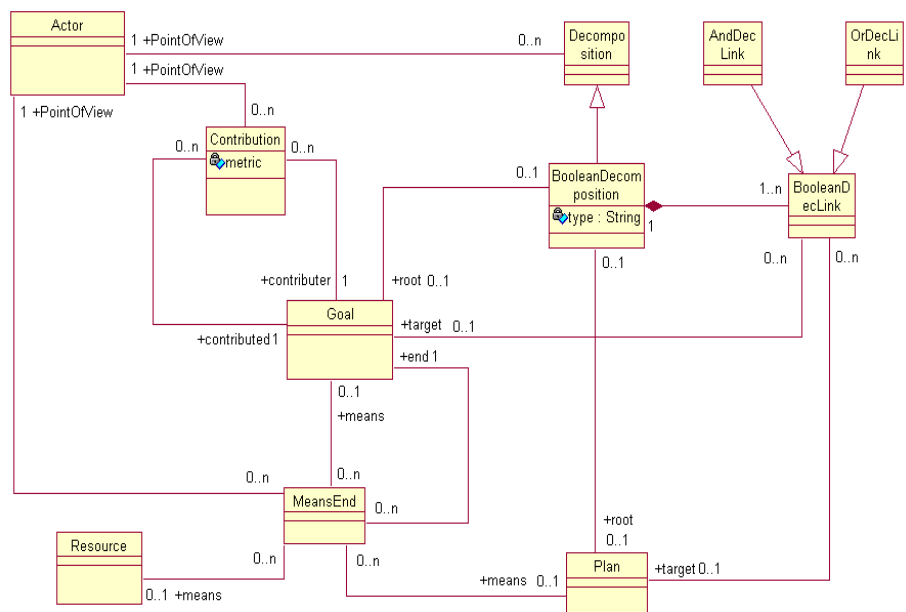 Actor
1 +PointOfView
0..n
Decompo
sition
AndDec
Link
OrDecLi
nk
1 +PointOfView
1 +PointOfView
0..n
Contribution
metric
0..n
0..n
0..1
BooleanDecom
position
type : String
1
1..n
BooleanD
ecLink
0..1
0..n
0..n
+contributer
1
+root 0..1
Goal
+contributed 1
+target 0..1
+end 1
0..1
+means
0..n
0..n
MeansEnd
0..n
+root
0..1
Resource
0..n
0..n
0..1 +means
+means 0..1
Plan
+target 0..1